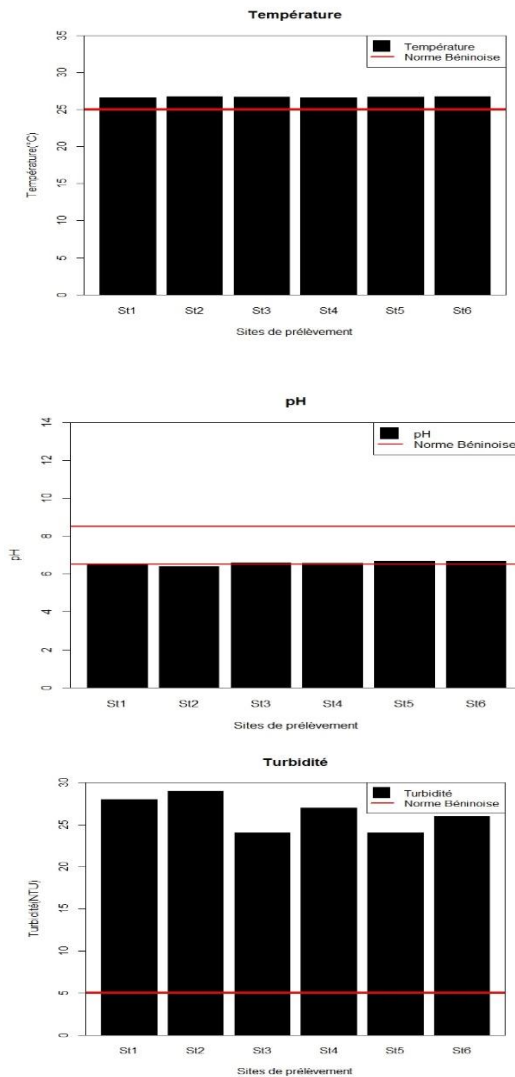 Température
35
30
25
20
15
10
5
0
Température(°C)
Température
Norme Béninoise
St1 St2 St3 St4 St5 St6
Sites de prélèvement
pH
14
12
10
8
6
4
2
0
pH
pH
Norme Béninoise
St1 St2 St3 St4 St5 St6
Sites de prélèvement
Turbidité
30
25
20
15
10
5
0
Turbidité(NTU)
Turbidité
Norme Béninoise
St1 St2 St3 St4 St5 St6
Sites de prélèvement